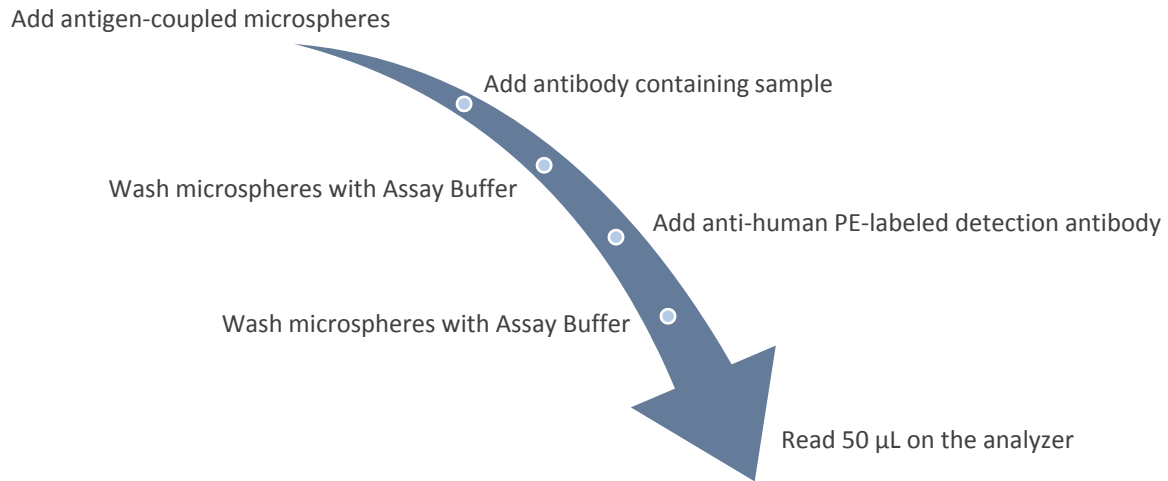 Add antigen-coupled microspheres
Add antibody containing sample
Wash microspheres with Assay Buffer
Add anti-human PE-labeled detection antibody
Wash microspheres with Assay Buffer
Read 50 µL on the analyzer